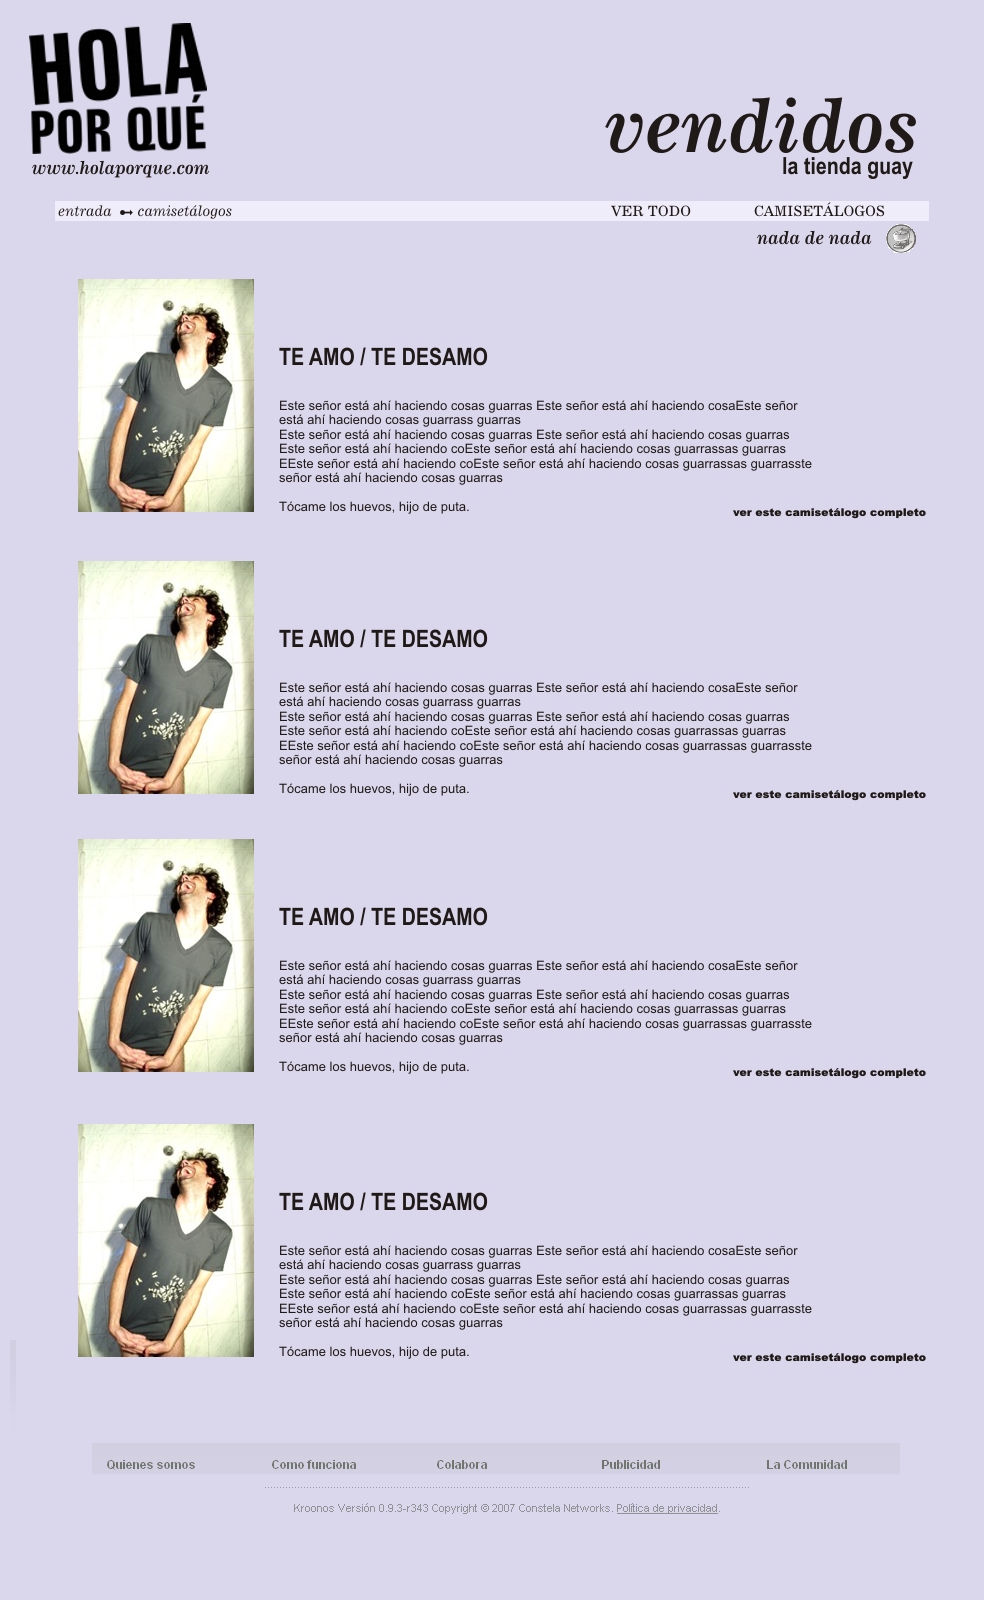 HOLA
POR QUÉ
www.holaporque.com
vendidos
la tienda guay
entrada camisetálogos VER TODO CAMISETÁLOGOS
nada de nada
TE AMO / TE DESAMO
Este señor está ahí haciendo cosas guarras Este señor está ahí haciendo cosaEste señor
está ahí haciendo cosas guarrass guarras
Este señor está ahí haciendo cosas guarras Este señor está ahí haciendo cosas guarras
Este señor está ahí haciendo coEste señor está ahí haciendo cosas guarrassas guarras
EEste señor está ahí haciendo coEste señor está ahí haciendo cosas guarrassas guarrasste
señor está ahí haciendo cosas guarras
Tócame los huevos, hijo de puta.
ver este camisetálogo completo
TE AMO / TE DESAMO
Este señor está ahí haciendo cosas guarras Este señor está ahí haciendo cosaEste señor
está ahí haciendo cosas guarrass guarras
Este señor está ahí haciendo cosas guarras Este señor está ahí haciendo cosas guarras
Este señor está ahí haciendo coEste señor está ahí haciendo cosas guarrassas guarras
EEste señor está ahí haciendo coEste señor está ahí haciendo cosas guarrassas guarrasste
señor está ahí haciendo cosas guarras
Tócame los huevos, hijo de puta.
ver este camisetálogo completo
TE AMO / TE DESAMO
Este señor está ahí haciendo cosas guarras Este señor está ahí haciendo cosaEste señor
está ahí haciendo cosas guarrass guarras
Este señor está ahí haciendo cosas guarras Este señor está ahí haciendo cosas guarras
Este señor está ahí haciendo coEste señor está ahí haciendo cosas guarrassas guarras
EEste señor está ahí haciendo coEste señor está ahí haciendo cosas guarrassas guarrasste
señor está ahí haciendo cosas guarras
Tócame los huevos, hijo de puta.
ver este camisetálogo completo
TE AMO / TE DESAMO
Este señor está ahí haciendo cosas guarras Este señor está ahí haciendo cosaEste señor
está ahí haciendo cosas guarrass guarras
Este señor está ahí haciendo cosas guarras Este señor está ahí haciendo cosas guarras
Este señor está ahí haciendo coEste señor está ahí haciendo cosas guarrassas guarras
EEste señor está ahí haciendo coEste señor está ahí haciendo cosas guarrassas guarrasste
señor está ahí haciendo cosas guarras
Tócame los huevos, hijo de puta.
ver este camisetálogo completo
Quienes somos Como funciona Colabora Publicidad La Comunidad
Kroonos Versión 0.9.3-r343 Copyright © 2007 Constela Networks. Política de privacidad.